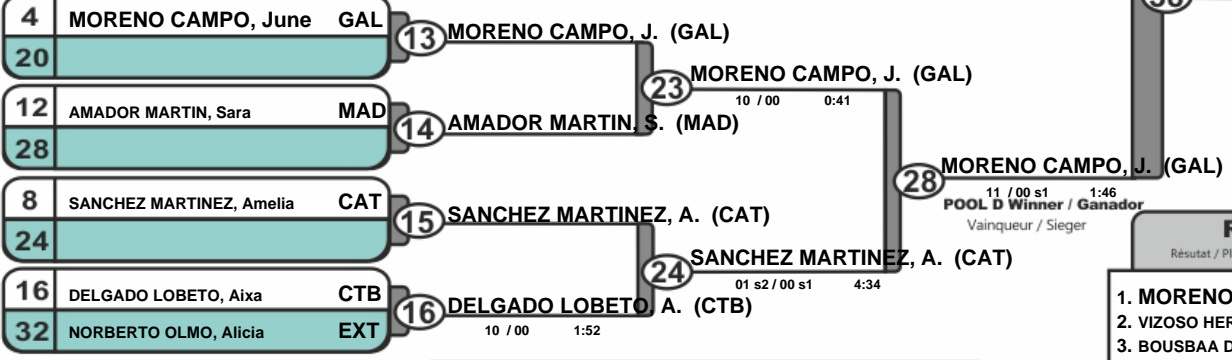 4 MORENO CAMPO, June GAL
20
12 AMADOR MARTIN, Sara MAD
28
8 SANCHEZ MARTINEZ, Amelia CAT
24
16 DELGADO LOBETO, Aixa CTB
32 NORBERTO OLMO, Alicia EXT
13 MORENO CAMPO, J. (GAL)
14 AMADOR MARTIN, S. (MAD)
15 SANCHEZ MARTINEZ, A. (CAT)
16 DELGADO LOBETO, A. (CTB)
10 / 00 1:52
23 MORENO CAMPO, J. (GAL)
10 / 00 0:41
24 SANCHEZ MARTINEZ, A. (CAT)
01 s2 / 00 s1 4:34
28 MORENO CAMPO, J. (GAL)
11 / 00 s1 1:46
POOL D Winner / Ganador
Vainqueur / Sieger
Résutat / Pl
1. MORENO
2. VIZOSO HER
3. BOUSBAA D